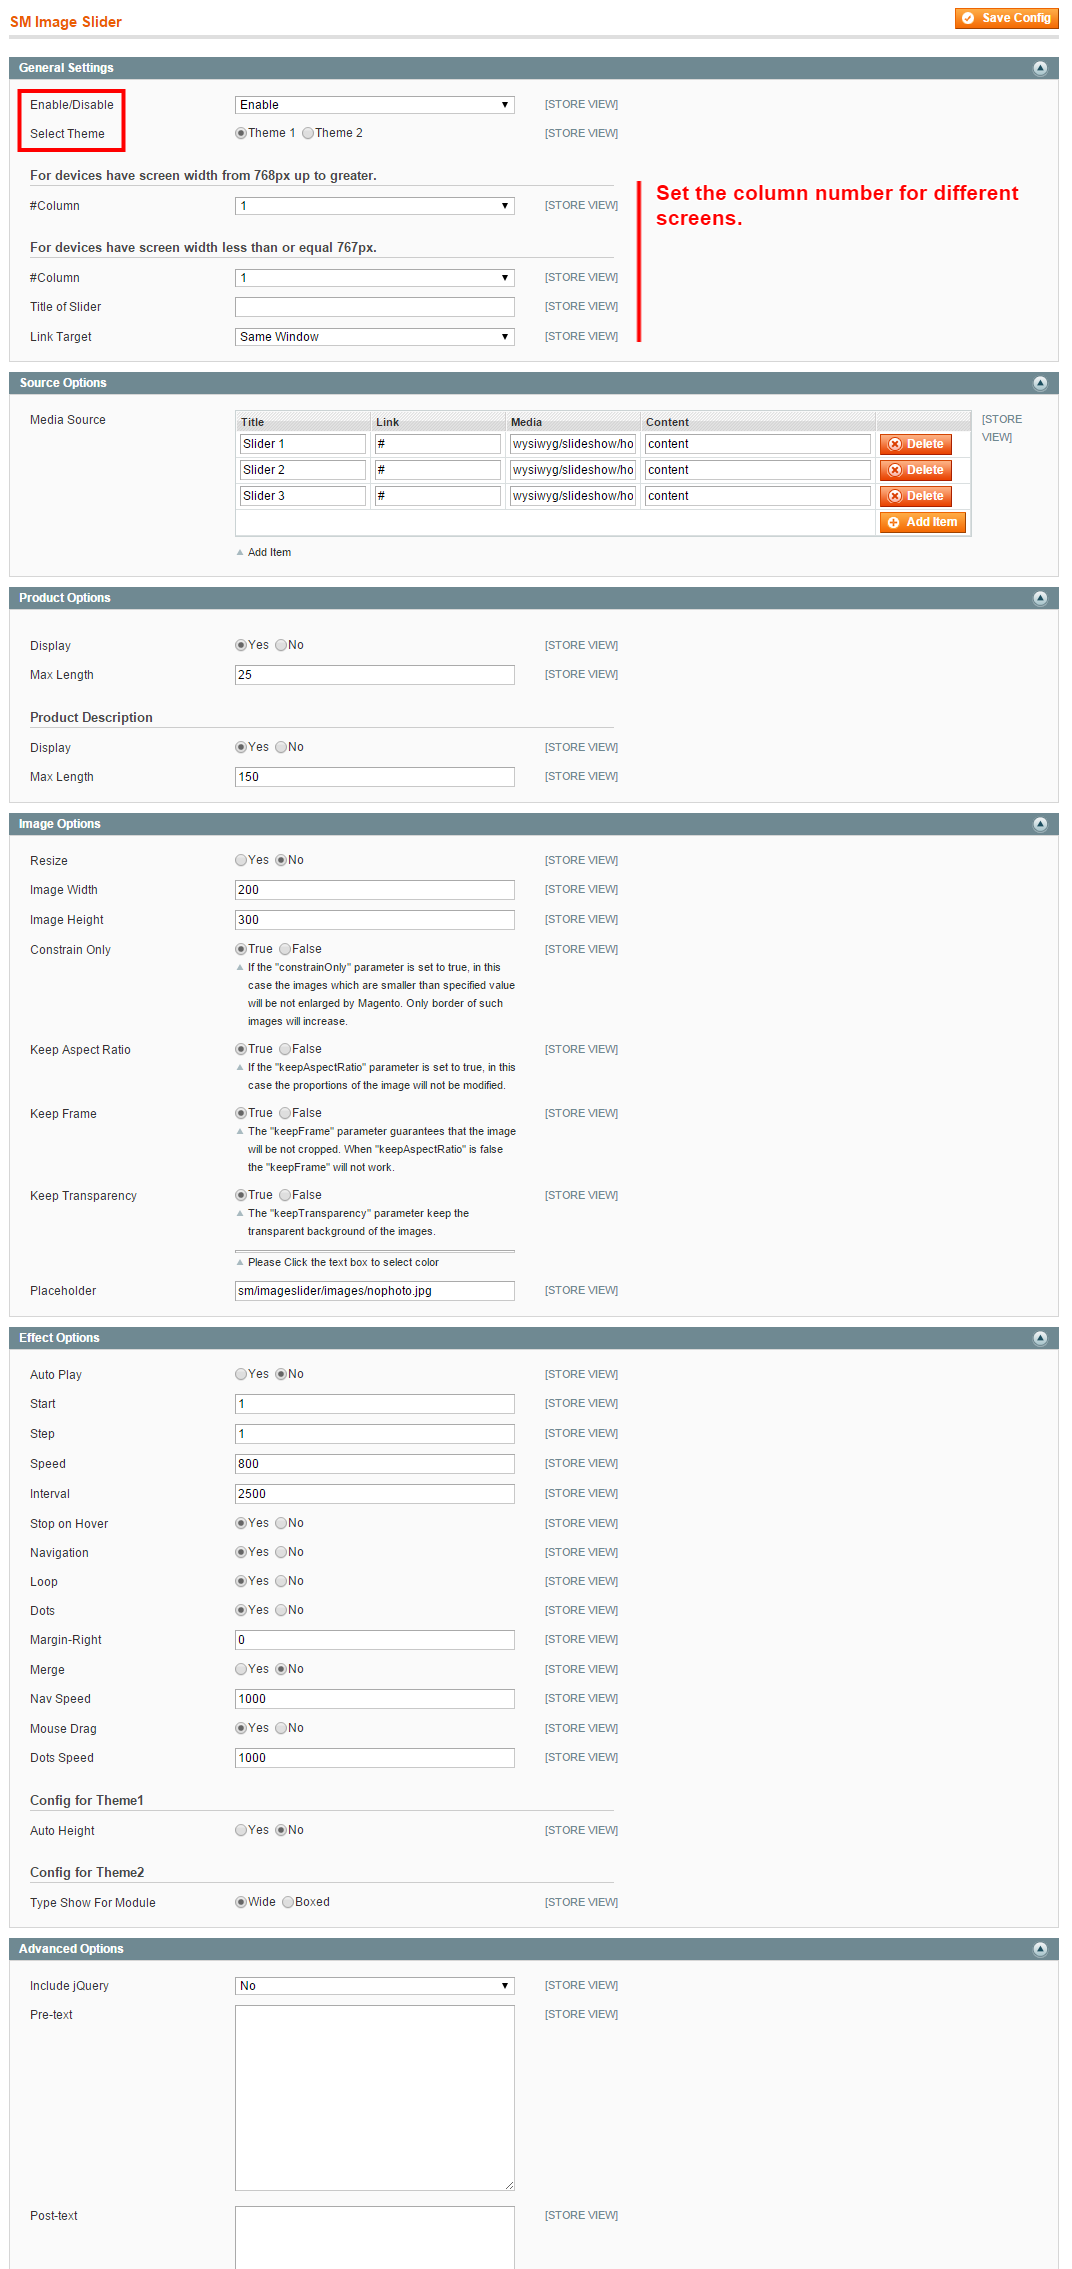 SM Image Slider
Save Config
General Settings
Enable/Disable Enable [STORE VIEW]
Select Theme Theme 1 Theme 2 [STORE VIEW]
For devices have screen width from 768px up to greater.
#Column 1 [STORE VIEW]
Set the column number for different
screens.
For devices have screen width less than or equal 767px.
#Column 1 [STORE VIEW]
Title of Slider [STORE VIEW]
Link Target Same Window [STORE VIEW]
Source Options
Media Source
Title Link Media Content
[STORE
VIEW]
Slider 1 # wysiwyg/slideshow/ho content Delete
Slider 2 # wysiwyg/slideshow/ho content Delete
Slider 3 # wysiwyg/slideshow/ho content Delete
Add Item
Add Item
Product Options
Display Yes No [STORE VIEW]
Max Length 25 [STORE VIEW]
Product Description
Display Yes No [STORE VIEW]
Max Length 150 [STORE VIEW]
Image Options
Resize Yes No [STORE VIEW]
Image Width 200 [STORE VIEW]
Image Height 300 [STORE VIEW]
Constrain Only True False [STORE VIEW]
If the "constrainOnly" parameter is set to true, in this
case the images which are smaller than specified value
will be not enlarged by Magento. Only border of such
images will increase.
Keep Aspect Ratio True False [STORE VIEW]
If the "keepAspectRatio" parameter is set to true, in this
case the proportions of the image will not be modified.
Keep Frame True False [STORE VIEW]
The "keepFrame" parameter guarantees that the image
will be not cropped. When "keepAspectRatio" is false
the "keepFrame" will not work.
Keep Transparency True False [STORE VIEW]
The "keepTransparency" parameter keep the
transparent background of the images.
Please Click the text box to select color
Placeholder sm/imageslider/images/nophoto.jpg [STORE VIEW]
Effect Options
Auto Play Yes No [STORE VIEW]
Start 1 [STORE VIEW]
Step 1 [STORE VIEW]
Speed 800 [STORE VIEW]
Interval 2500 [STORE VIEW]
Stop on Hover Yes No [STORE VIEW]
Navigation Yes No [STORE VIEW]
Loop Yes No [STORE VIEW]
Dots Yes No [STORE VIEW]
Margin-Right 0 [STORE VIEW]
Merge Yes No [STORE VIEW]
Nav Speed 1000 [STORE VIEW]
Mouse Drag Yes No [STORE VIEW]
Dots Speed 1000 [STORE VIEW]
Config for Theme1
Auto Height Yes No [STORE VIEW]
Config for Theme2
Type Show For Module Wide Boxed [STORE VIEW]
Advanced Options
Include jQuery No [STORE VIEW]
Pre-text [STORE VIEW]
Post-text [STORE VIEW]